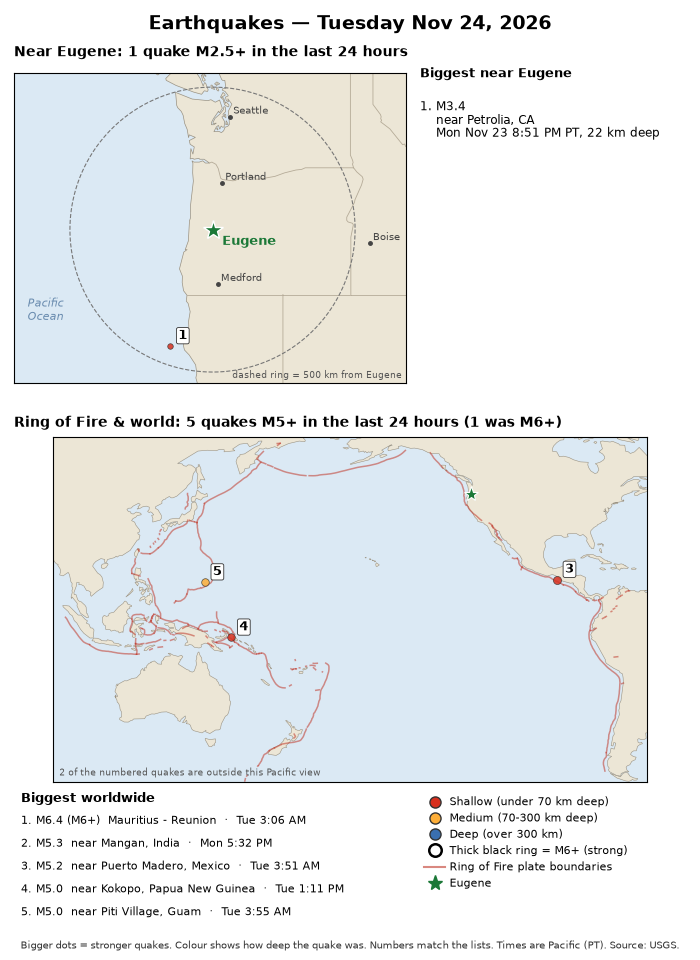 Earthquakes — Tuesday Nov 24, 2026
Near Eugene: 1 quake M2.5+ in the last 24 hours
Seattle
Portland
Eugene
Boise
Medford
Pacific
Ocean
1
dashed ring = 500 km from Eugene
Biggest near Eugene
1. M3.4
near Petrolia, CA
Mon Nov 23 8:51 PM PT, 22 km deep
Ring of Fire & world: 5 quakes M5+ in the last 24 hours (1 was M6+)
5
3
4
2 of the numbered quakes are outside this Pacific view
Biggest worldwide
1. M6.4 (M6+) Mauritius - Reunion · Tue 3:06 AM
2. M5.3 near Mangan, India · Mon 5:32 PM
3. M5.2 near Puerto Madero, Mexico · Tue 3:51 AM
4. M5.0 near Kokopo, Papua New Guinea · Tue 1:11 PM
5. M5.0 near Piti Village, Guam · Tue 3:55 AM
Shallow (under 70 km deep)
Medium (70-300 km deep)
Deep (over 300 km)
Thick black ring = M6+ (strong)
Ring of Fire plate boundaries
Eugene
Bigger dots = stronger quakes. Colour shows how deep the quake was. Numbers match the lists. Times are Pacific (PT). Source: USGS.